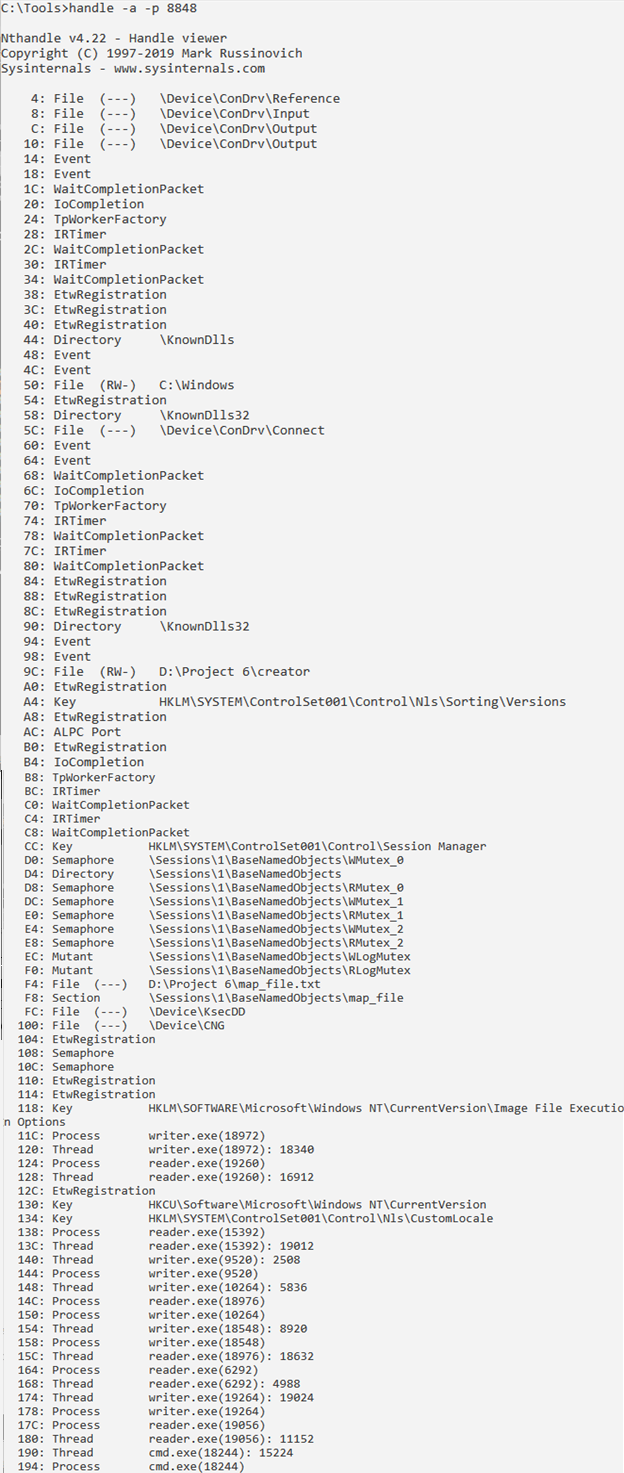 C:\Tools>handle -a -p 8848
Nthandle v4.22 - Handle viewer
Copyright (C) 1997-2019 Mark Russinovich
Sysinternals - www.sysinternals.com
4: File (---) \Device\ConDrv\Reference
8: File (---) \Device\ConDrv\Input
C: File (---) \Device\ConDrv\Output
10: File (---) \Device\ConDrv\Output
14: Event
18: Event
1C: WaitCompletionPacket
20: IoCompletion
24: TpWorkerFactory
28: IRTimer
2C: WaitCompletionPacket
30: IRTimer
34: WaitCompletionPacket
38: EtwRegistration
3C: EtwRegistration
40: EtwRegistration
44: Directory \KnownDlls
48: Event
4C: Event
50: File (RW-) C:\Windows
54: EtwRegistration
58: Directory \KnownDlls32
5C: File (---) \Device\ConDrv\Connect
60: Event
64: Event
68: WaitCompletionPacket
6C: IoCompletion
70: TpWorkerFactory
74: IRTimer
78: WaitCompletionPacket
7C: IRTimer
80: WaitCompletionPacket
84: EtwRegistration
88: EtwRegistration
8C: EtwRegistration
90: Directory \KnownDlls32
94: Event
98: Event
9C: File (RW-) D:\Project 6\creator
A0: EtwRegistration
A4: Key HKLM\SYSTEM\ControlSet001\Control\Nls\Sorting\Versions
A8: EtwRegistration
AC: ALPC Port
B0: EtwRegistration
B4: IoCompletion
B8: TpWorkerFactory
BC: IRTimer
C0: WaitCompletionPacket
C4: IRTimer
C8: WaitCompletionPacket
CC: Key HKLM\SYSTEM\ControlSet001\Control\Session Manager
D0: Semaphore \Sessions\1\BaseNamedObjects\WMutex_0
D4: Directory \Sessions\1\BaseNamedObjects
D8: Semaphore \Sessions\1\BaseNamedObjects\RMutex_0
DC: Semaphore \Sessions\1\BaseNamedObjects\WMutex_1
E0: Semaphore \Sessions\1\BaseNamedObjects\RMutex_1
E4: Semaphore \Sessions\1\BaseNamedObjects\WMutex_2
E8: Semaphore \Sessions\1\BaseNamedObjects\RMutex_2
EC: Mutant \Sessions\1\BaseNamedObjects\WLogMutex
F0: Mutant \Sessions\1\BaseNamedObjects\RLogMutex
F4: File (---) D:\Project 6\map_file.txt
F8: Section \Sessions\1\BaseNamedObjects\map_file
FC: File (---) \Device\KsecDD
100: File (---) \Device\CNG
104: EtwRegistration
108: Semaphore
10C: Semaphore
110: EtwRegistration
114: EtwRegistration
118: Key HKLM\SOFTWARE\Microsoft\Windows NT\CurrentVersion\Image File Executio
n Options
11C: Process writer.exe(18972)
120: Thread writer.exe(18972): 18340
124: Process reader.exe(19260)
128: Thread reader.exe(19260): 16912
12C: EtwRegistration
130: Key HKCU\Software\Microsoft\Windows NT\CurrentVersion
134: Key HKLM\SYSTEM\ControlSet001\Control\Nls\CustomLocale
138: Process reader.exe(15392)
13C: Thread reader.exe(15392): 19012
140: Thread writer.exe(9520): 2508
144: Process writer.exe(9520)
148: Thread writer.exe(10264): 5836
14C: Process reader.exe(18976)
150: Process writer.exe(10264)
154: Thread writer.exe(18548): 8920
158: Process writer.exe(18548)
15C: Thread reader.exe(18976): 18632
164: Process reader.exe(6292)
168: Thread reader.exe(6292): 4988
174: Thread writer.exe(19264): 19024
178: Process writer.exe(19264)
17C: Process reader.exe(19056)
180: Thread reader.exe(19056): 11152
190: Thread cmd.exe(18244): 15224
194: Process cmd.exe(18244)